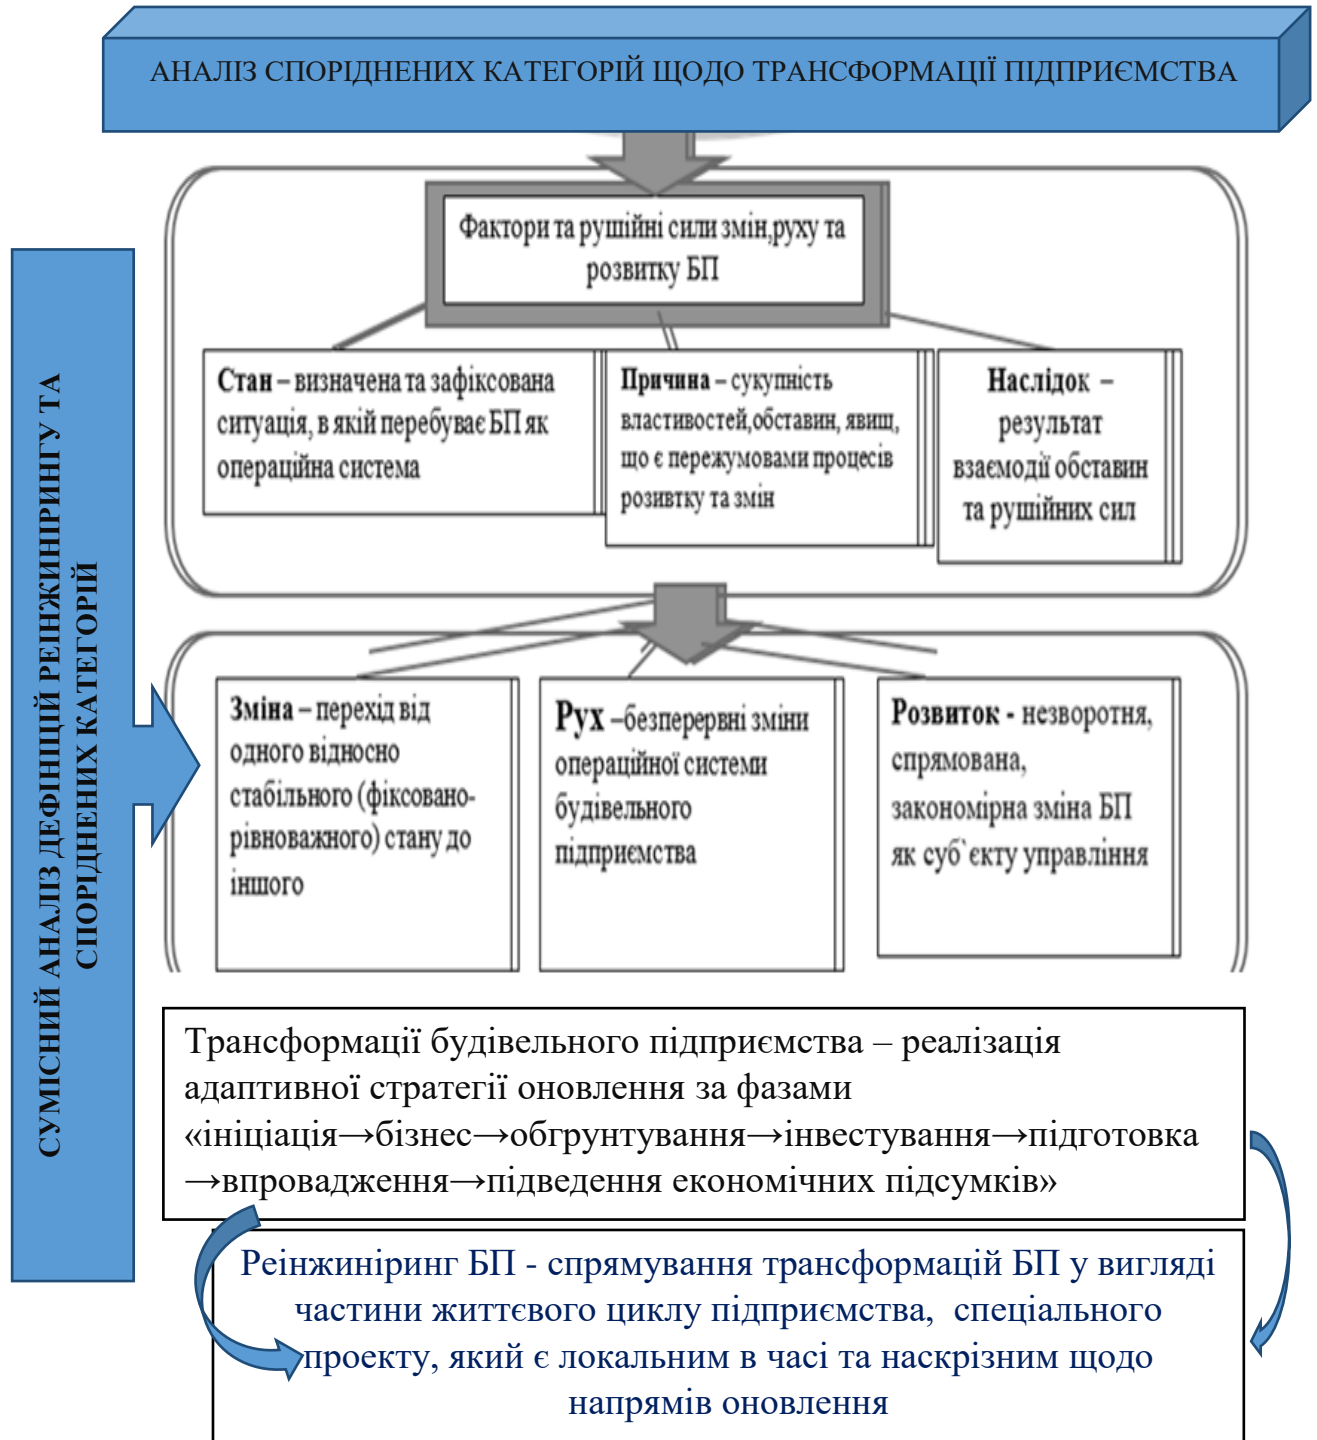 АНАЛІЗ СПОРІДНЕНИХ КАТЕГОРІЙ ЩОДО ТРАНСФОРМАЦІЇ ПІДПРИЄМСТВА
СУМІСНИЙ АНАЛІЗ ДЕФІНІЦІЙ РЕІНЖИНІРИНГУ ТА
СПОРІДНЕНИХ КАТЕГОРІЙ
Фактори та рушійні сили змін,руху та
розвитку БП
Стан – визначена та зафіксована
ситуація, в якій перебуває БП як
операційна система
Причина – сукупність
властивостей,обставин, явищ,
що є пережумовами процесів
розивтку та змін
Наслідок –
результат
взаємодії обставин
та рушійних сил
Зміна – перехід від
одного відносно
стабільного (фіксовано-
рівноважного) стану до
іншого
Рух –безперервні зміни
операційної системи
будівельного
підприємства
Розвиток - незворотня,
спрямована,
закономірна зміна БП
як суб`єкту управління
Трансформації будівельного підприємства – реалізація
адаптивної стратегії оновлення за фазами
«ініціація→бізнес→обгрунтування→інвестування→підготовка
→впровадження→підведення економічних підсумків»
Реінжиніринг БП - спрямування трансформацій БП у вигляді
частини життєвого циклу підприємства, спеціального
проекту, який є локальним в часі та наскрізним щодо
напрямів оновлення